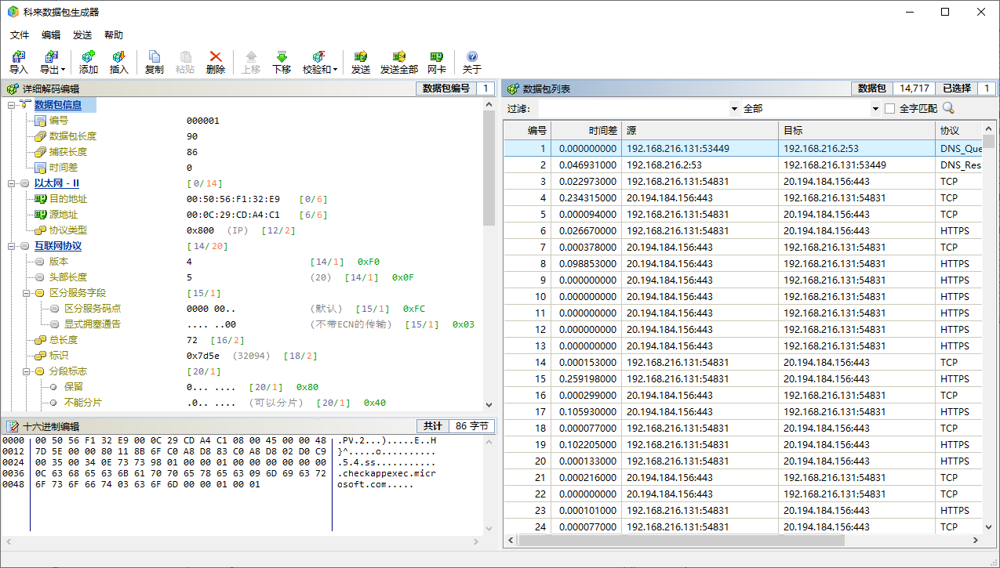 科来数据包生成器
文件 编辑 发送 帮助
导入 导出 添加 插入 复制 粘贴 删除 上移 下移 校验和 发送 发送全部 网卡 关于
详细解码编辑 数据包编号 1
数据包信息
编号 000001
数据包长度 90
捕获长度 86
时间差 0
以太网 - II [0/14]
目的地址 00:50:56:F1:32:E9 [0/6]
源地址 00:0C:29:CD:A4:C1 [6/6]
协议类型 0x800 (IP) [12/2]
互联网协议 [14/20]
版本 4 [14/1] 0xF0
头部长度 5 (20) [14/1] 0x0F
区分服务字段 [15/1]
区分服务码点 0000 00.. (默认) [15/1] 0xFC
显式拥塞通告 .... ..00 (不带ECN的传输) [15/1] 0x03
总长度 72 [16/2]
标识 0x7d5e (32094) [18/2]
分段标志 [20/1]
保留 0... .... [20/1] 0x80
不能分片 .0.. .... (可以分片) [20/1] 0x40
十六进制编辑 共计 86 字节
0000 00 50 56 F1 32 E9 00 0C 29 CD A4 C1 08 00 45 00 00 48 .PV.2...).....E..H
0012 7D 5E 00 00 80 11 8B 6F C0 A8 D8 83 C0 A8 D8 02 D0 C9 }^.....o..........
0024 00 35 00 34 0E 73 73 98 01 00 00 01 00 00 00 00 00 00 .5.4.ss...........
0036 0C 63 68 65 63 6B 61 70 70 65 78 65 63 09 6D 69 63 72 .checkappexec.micr
0048 6F 73 6F 66 74 03 63 6F 6D 00 00 01 00 01 osoft.com.....
数据包列表 数据包 14,717 已选择 1
过滤: 全部 全字匹配
编号 时间差 源 目标 协议
1 0.000000000 192.168.216.131:53449 192.168.216.2:53 DNS_Que
2 0.046931000 192.168.216.2:53 192.168.216.131:53449 DNS_Res
3 0.022973000 192.168.216.131:54831 20.194.184.156:443 TCP
4 0.234315000 20.194.184.156:443 192.168.216.131:54831 TCP
5 0.000094000 192.168.216.131:54831 20.194.184.156:443 TCP
6 0.026670000 192.168.216.131:54831 20.194.184.156:443 HTTPS
7 0.000378000 20.194.184.156:443 192.168.216.131:54831 TCP
8 0.098853000 20.194.184.156:443 192.168.216.131:54831 HTTPS
9 0.000000000 20.194.184.156:443 192.168.216.131:54831 HTTPS
10 0.000000000 20.194.184.156:443 192.168.216.131:54831 HTTPS
11 0.000000000 20.194.184.156:443 192.168.216.131:54831 HTTPS
12 0.000000000 20.194.184.156:443 192.168.216.131:54831 HTTPS
13 0.000000000 20.194.184.156:443 192.168.216.131:54831 HTTPS
14 0.000153000 192.168.216.131:54831 20.194.184.156:443 TCP
15 0.259198000 192.168.216.131:54831 20.194.184.156:443 HTTPS
16 0.000299000 20.194.184.156:443 192.168.216.131:54831 TCP
17 0.105930000 20.194.184.156:443 192.168.216.131:54831 HTTPS
18 0.000077000 192.168.216.131:54831 20.194.184.156:443 TCP
19 0.102205000 20.194.184.156:443 192.168.216.131:54831 HTTPS
20 0.000133000 192.168.216.131:54831 20.194.184.156:443 HTTPS
21 0.000216000 20.194.184.156:443 192.168.216.131:54831 TCP
22 0.000000000 20.194.184.156:443 192.168.216.131:54831 TCP
23 0.000101000 192.168.216.131:54831 20.194.184.156:443 HTTPS
24 0.000077000 192.168.216.131:54831 20.194.184.156:443 TCP